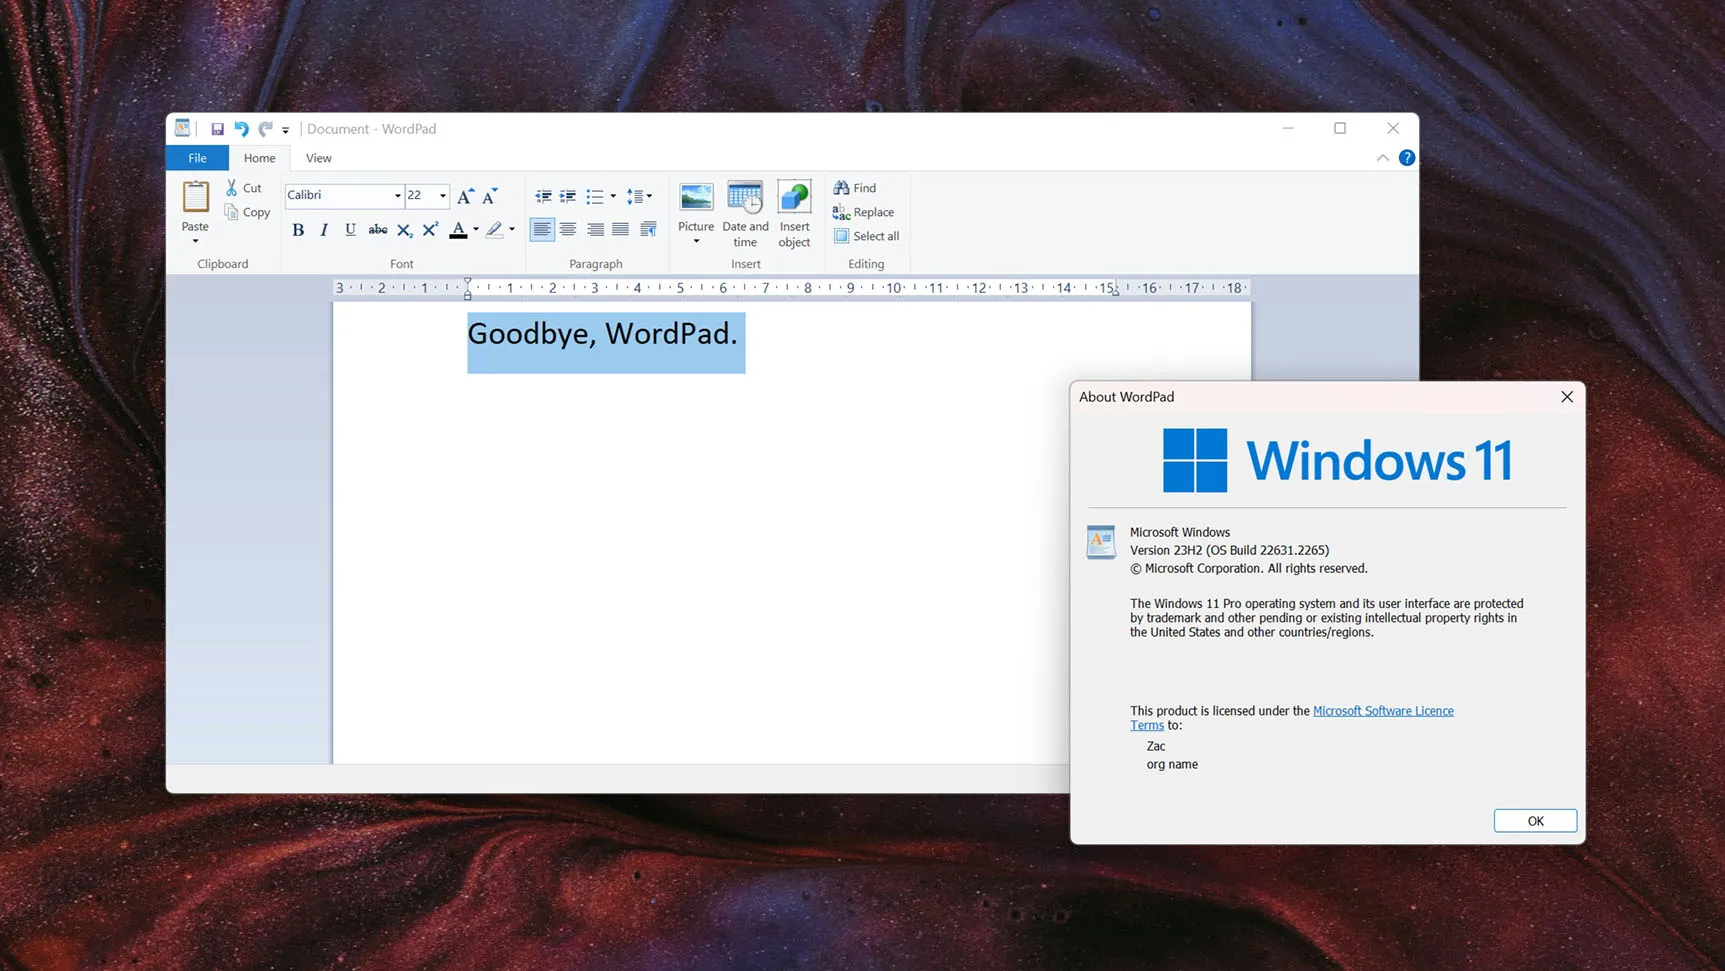 Document - WordPad
File Home View
Paste
Cut
Copy
Clipboard
Calibri 22
B I U abc X₂ X²
A
Font
Paragraph
Picture
Date and
time
Insert
object
Insert
Find
Replace
Select all
Editing
3 2 1 1 2 3 4 5 6 7 8 9 10 11 12 13 14 15 16 17 18
Goodbye, WordPad.
About WordPad
Windows 11
Microsoft Windows
Version 23H2 (OS Build 22631.2265)
© Microsoft Corporation. All rights reserved.
The Windows 11 Pro operating system and its user interface are protected
by trademark and other pending or existing intellectual property rights in
the United States and other countries/regions.
This product is licensed under the Microsoft Software Licence
Terms to:
Zac
org name
OK